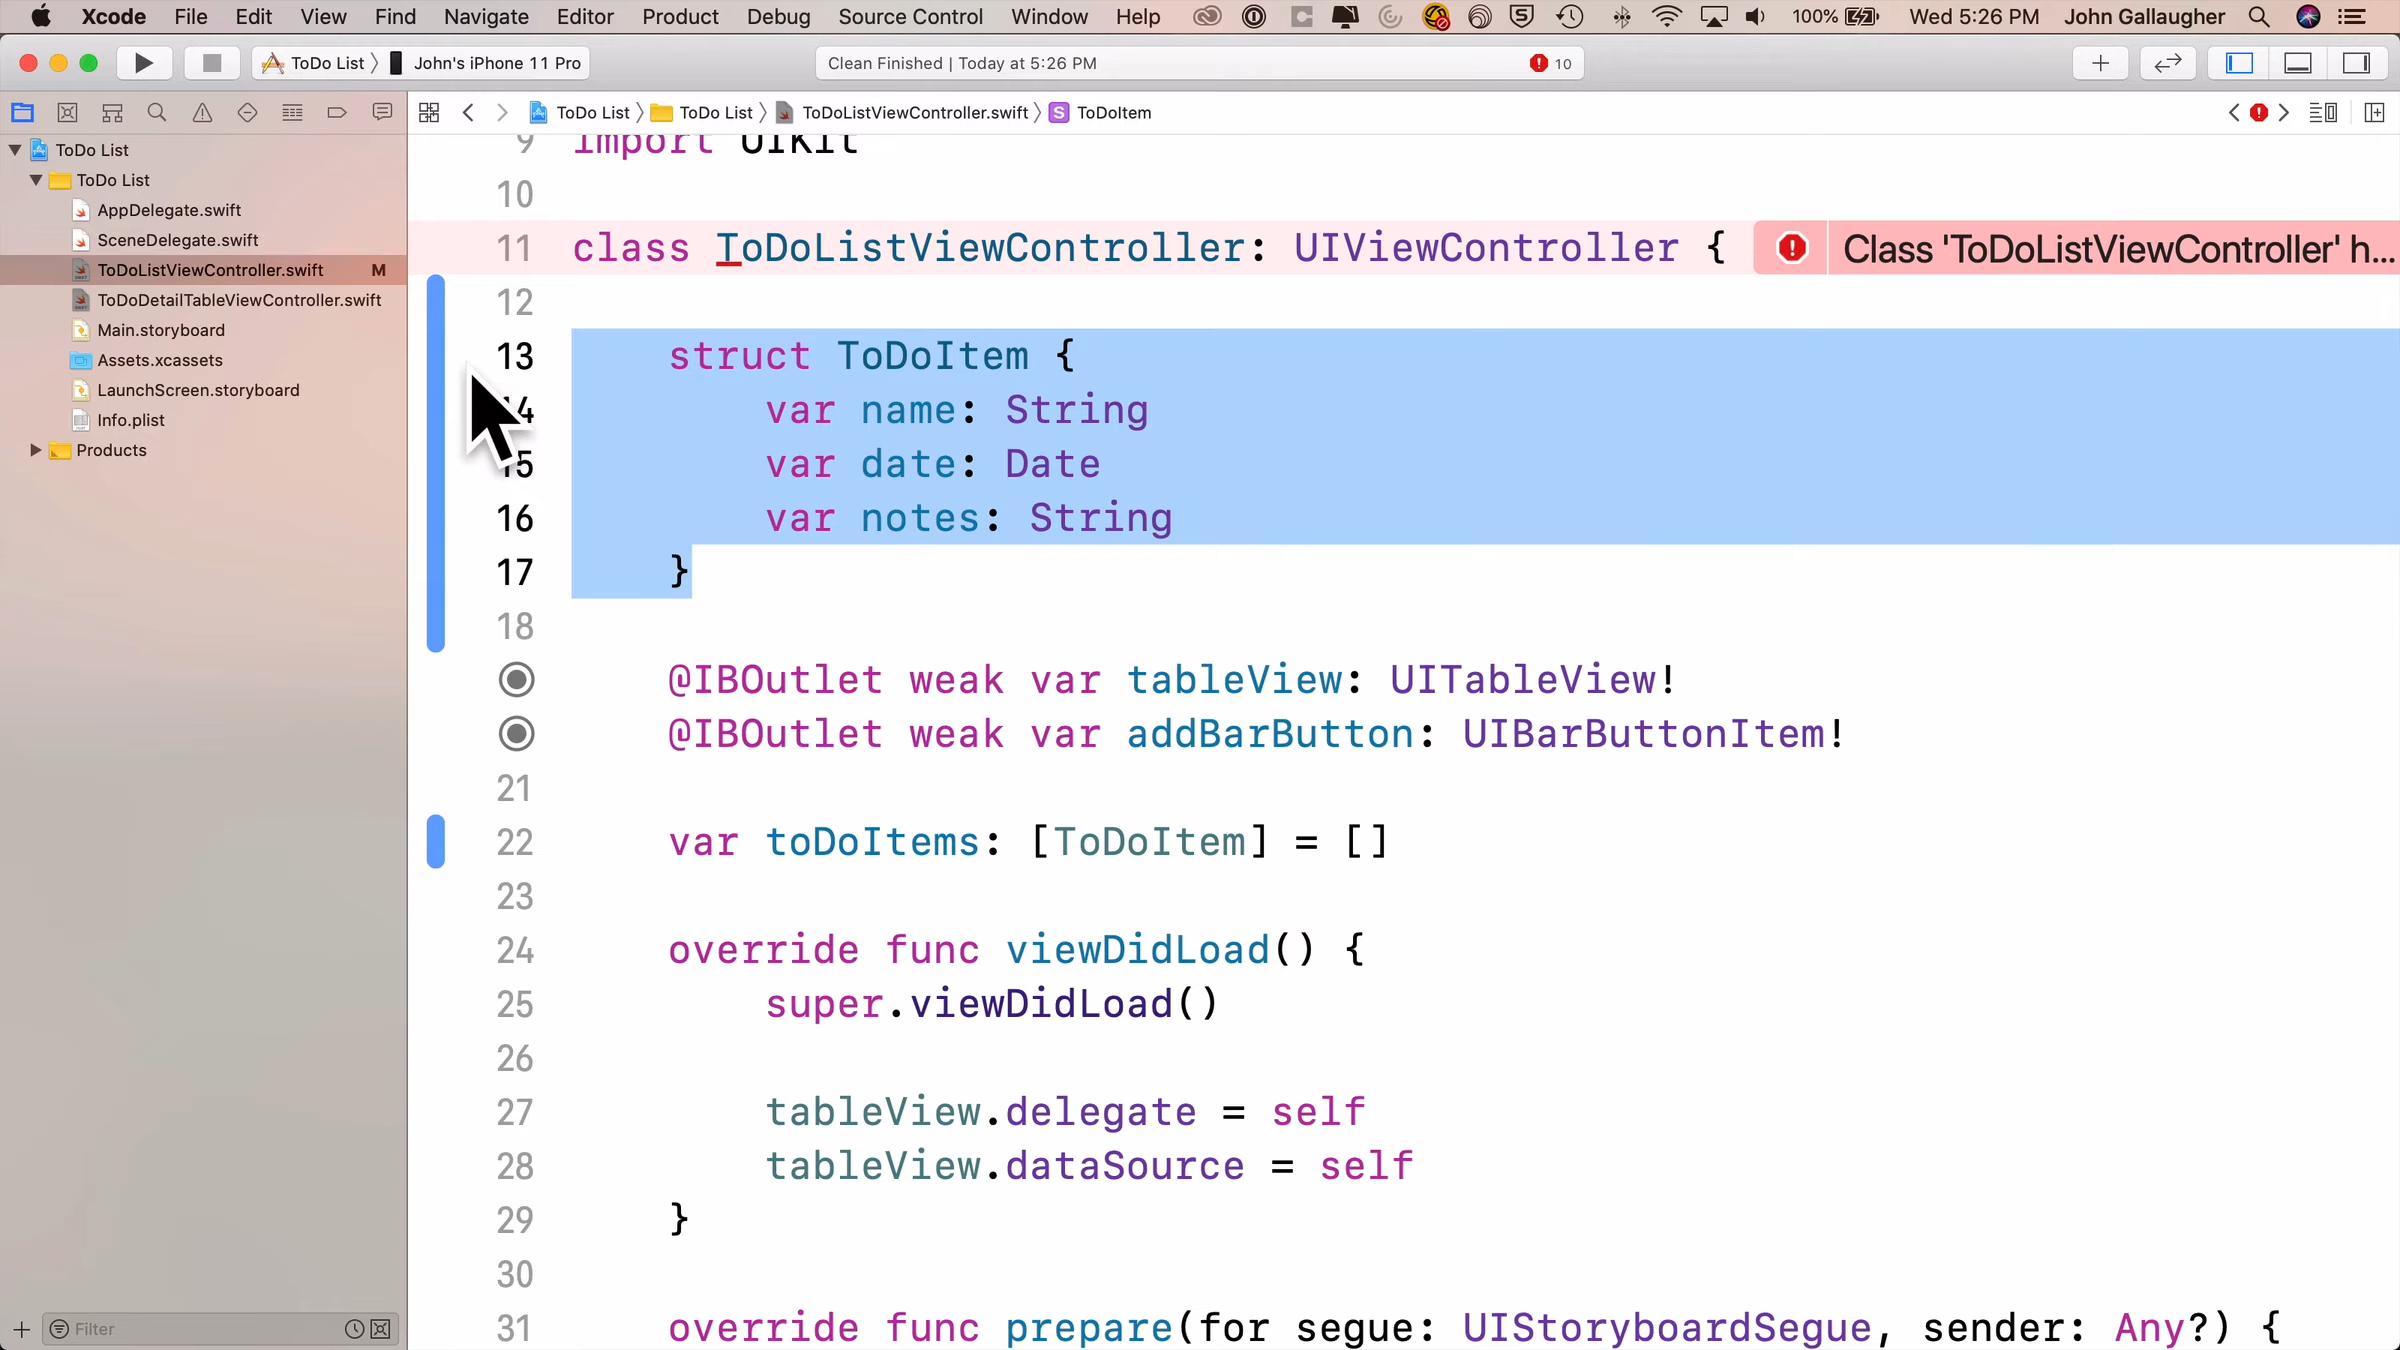 Xcode File Edit View Find Navigate Editor Product Debug Source Control Window Help 100% Wed 5:26 PM John Gallaugher
ToDo List John's iPhone 11 Pro Clean Finished | Today at 5:26 PM 10
ToDo List ToDo List ToDoListViewController.swift S ToDoItem
ToDo List
ToDo List
AppDelegate.swift
SceneDelegate.swift
ToDoListViewController.swift M
ToDoDetailTableViewController.swift
Main.storyboard
Assets.xcassets
LaunchScreen.storyboard
Info.plist
Products
Filter
9 import UIKit
10
11 class ToDoListViewController: UIViewController { Class 'ToDoListViewController' h...
12
13 struct ToDoItem {
14 var name: String
15 var date: Date
16 var notes: String
17 }
18
@IBOutlet weak var tableView: UITableView!
@IBOutlet weak var addBarButton: UIBarButtonItem!
21
22 var toDoItems: [ToDoItem] = []
23
24 override func viewDidLoad() {
25 super.viewDidLoad()
26
27 tableView.delegate = self
28 tableView.dataSource = self
29 }
30
31 override func prepare(for segue: UIStoryboardSegue, sender: Any?) {